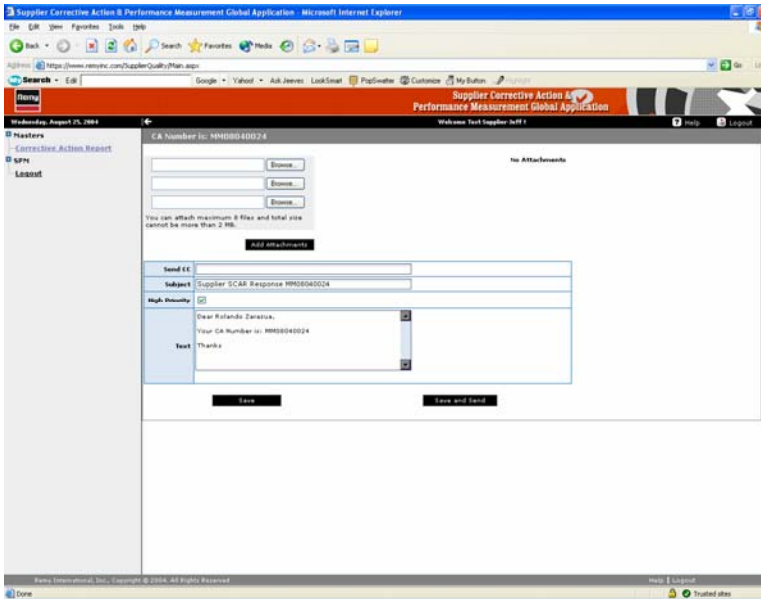 Supplier Corrective Action & Performance Measurement Global Application - Microsoft Internet Explorer
File Edit View Favorites Tools Help
Back Search Favorites Media
Address https://www.remyinc.com/SupplierQuality/Main.aspx Go
Search Edit Google Yahoo! Ask Jeeves LookSmart PopSwatter Customize My Button
Remy
Supplier Corrective Action &
Performance Measurement Global Application
Wednesday, August 25, 2004 Welcome Test Supplier Jeff ! Help Logout
Masters
Corrective Action Report
SPM
Logout
CA Number is: MM08040024
Browse...
Browse...
Browse...
No Attachments
You can attach maximum 8 files and total size
cannot be more than 2 MB.
Add Attachments
Send CC
Subject Supplier SCAR Response MM08040024
High Priority
Text
Dear Rolando Zarazua,
Your CA Number is: MM08040024
Thanks
Save Save and Send
Remy International, Inc., Copyright © 2004. All Rights Reserved Help | Logout
Done Trusted sites